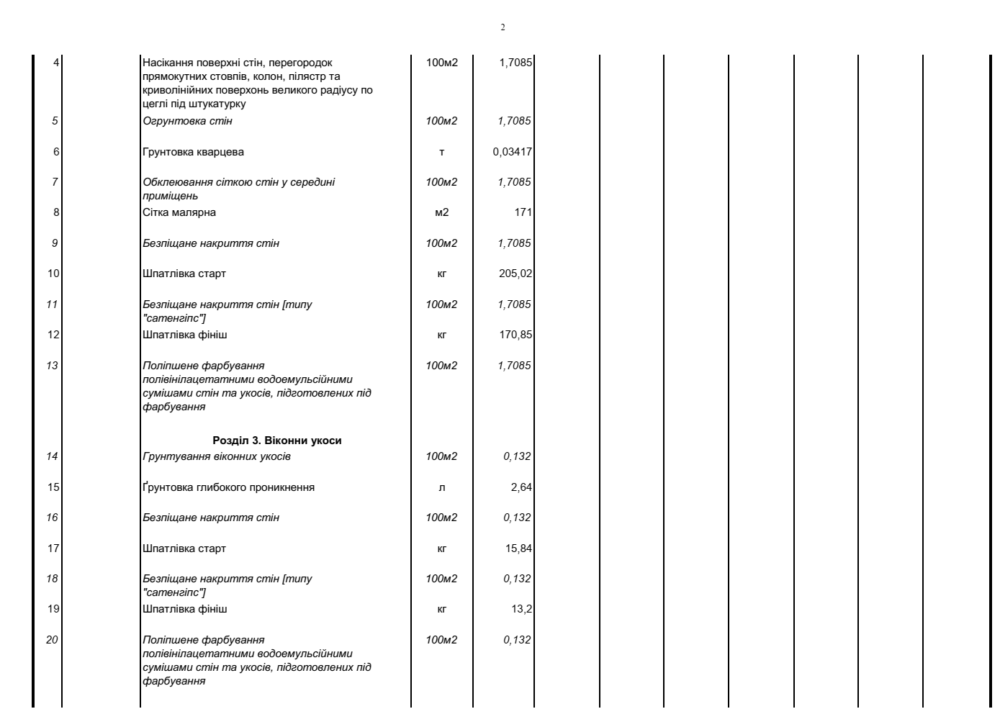 2
4 Насікання поверхні стін, перегородок 100м2 1,7085
прямокутних стовпів, колон, пілястр та
криволінійних поверхонь великого радіусу по
цеглі під штукатурку
5 Огрунтовка стін 100м2 1,7085
6 Грунтовка кварцева т 0,03417
7 Обклеювання сіткою стін у середині 100м2 1,7085
приміщень
8 Сітка малярна м2 171
9 Безпіщане накриття стін 100м2 1,7085
10 Шпатлівка старт кг 205,02
11 Безпіщане накриття стін [типу 100м2 1,7085
"сатенгіпс"]
12 Шпатлівка фініш кг 170,85
13 Поліпшене фарбування 100м2 1,7085
полівінілацетатними водоемульсійними
сумішами стін та укосів, підготовлених під
фарбування
Розділ 3. Віконни укоси
14 Грунтування віконних укосів 100м2 0,132
15 Ґрунтовка глибокого проникнення л 2,64
16 Безпіщане накриття стін 100м2 0,132
17 Шпатлівка старт кг 15,84
18 Безпіщане накриття стін [типу 100м2 0,132
"сатенгіпс"]
19 Шпатлівка фініш кг 13,2
20 Поліпшене фарбування 100м2 0,132
полівінілацетатними водоемульсійними
сумішами стін та укосів, підготовлених під
фарбування